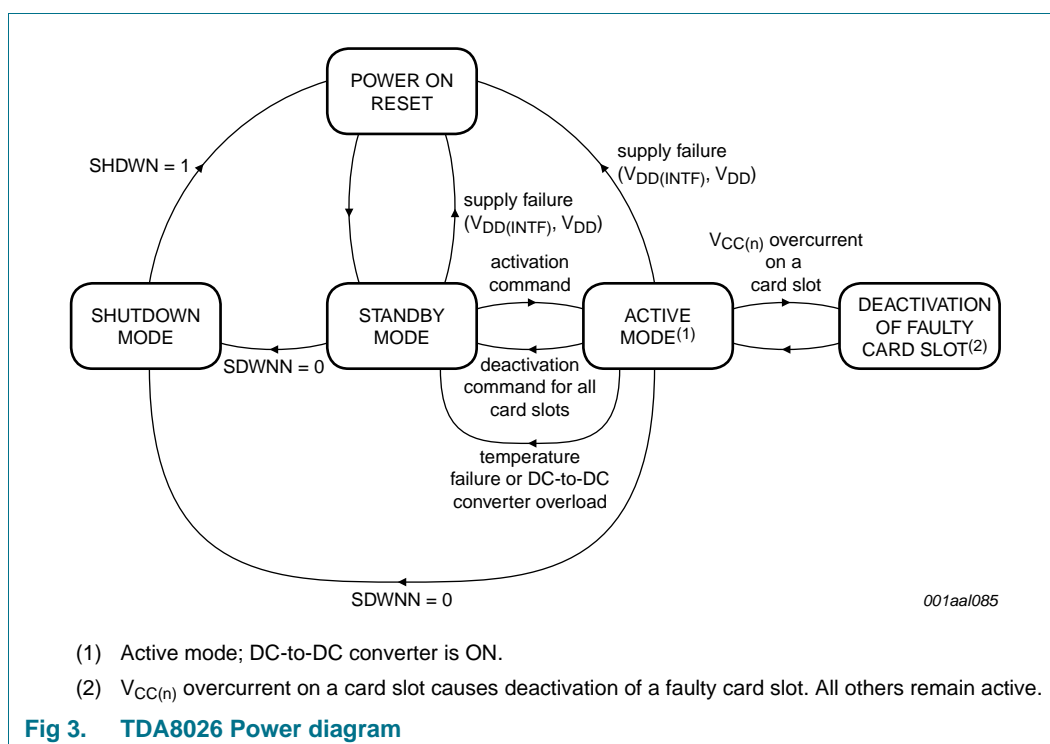 POWER ON
RESET
SHDWN = 1
supply failure
(VDD(INTF), VDD)
supply failure
(VDD(INTF), VDD)
VCC(n) overcurrent
on a
card slot
activation
command
SHUTDOWN
MODE
STANDBY
MODE
ACTIVE
MODE(1)
DEACTIVATION
OF FAULTY
CARD SLOT(2)
SDWNN = 0
deactivation
command for all
card slots
temperature
failure or DC-to-DC
converter overload
SDWNN = 0
001aal085
(1) Active mode; DC-to-DC converter is ON.
(2) VCC(n) overcurrent on a card slot causes deactivation of a faulty card slot. All others remain active.
Fig 3. TDA8026 Power diagram